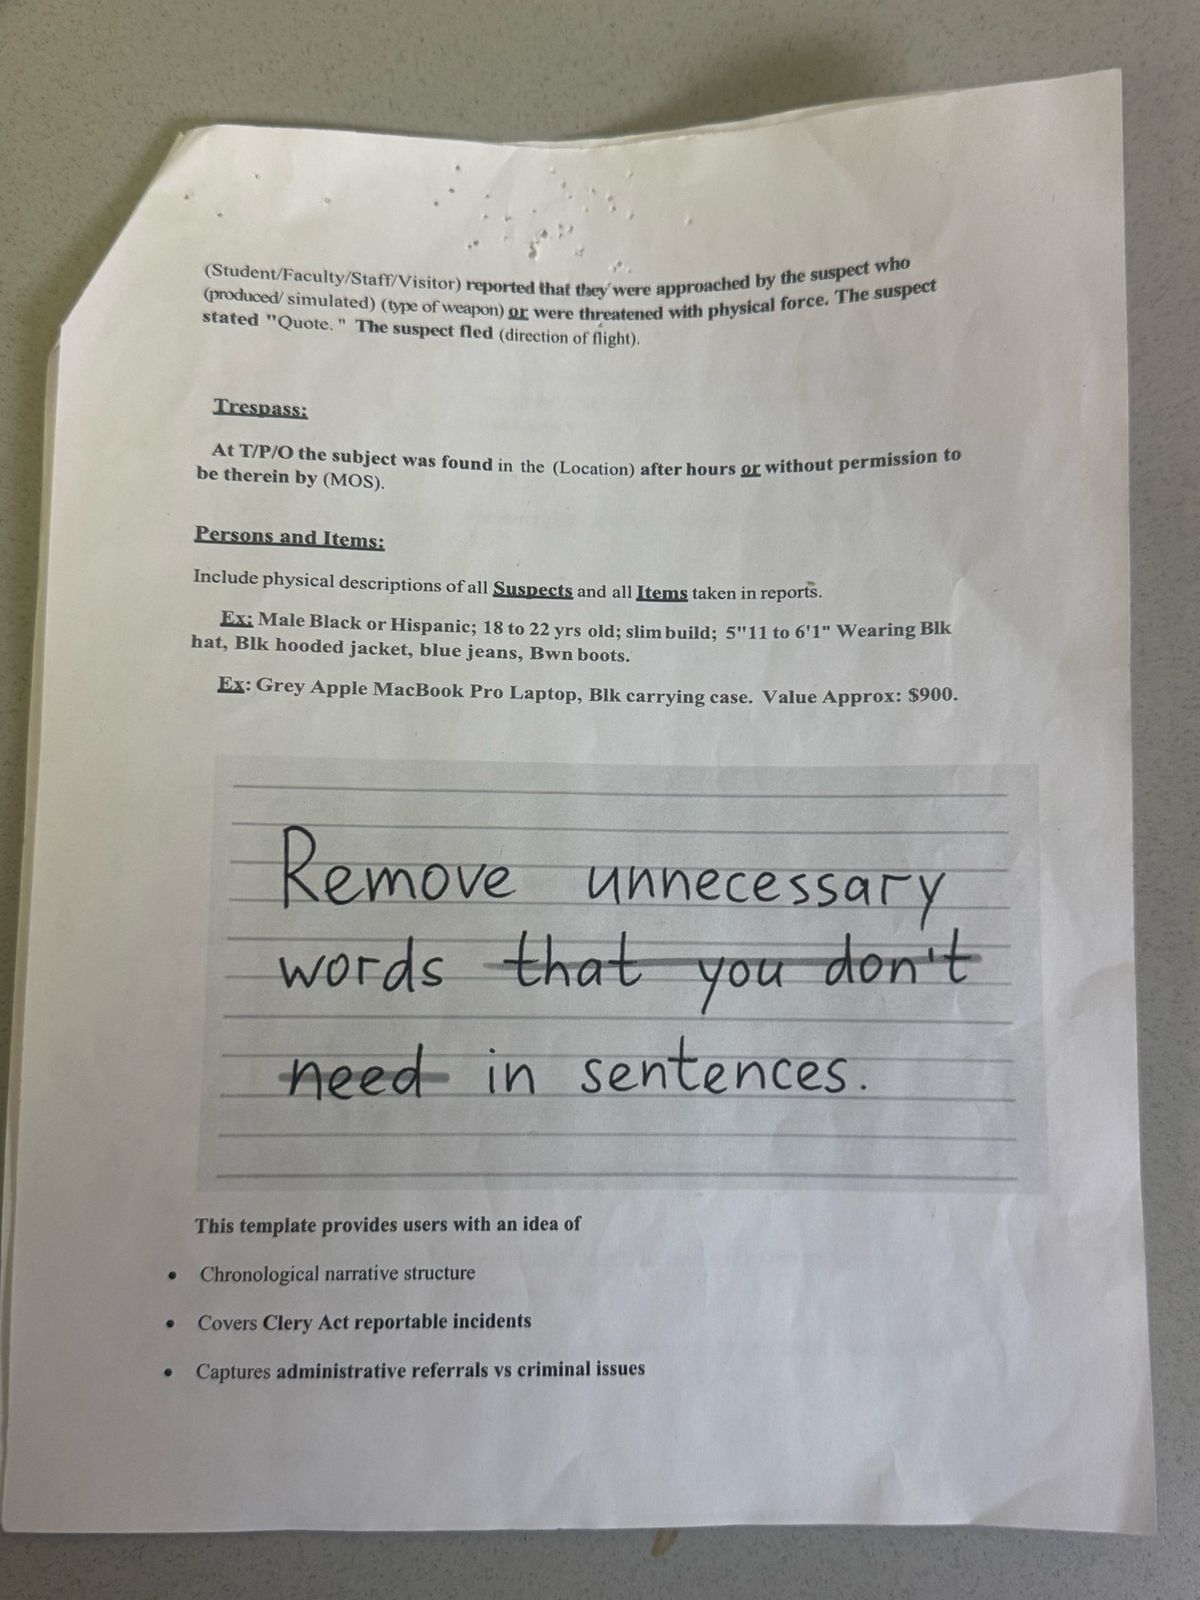 (Student/Faculty/Staff/Visitor) reported that they were approached by the suspect who
(produced/ simulated) (type of weapon) or were threatened with physical force. The suspect
stated "Quote." The suspect fled (direction of flight).
Trespass:
At T/P/O the subject was found in the (Location) after hours or without permission to
be therein by (MOS).
Persons and Items:
Include physical descriptions of all Suspects and all Items taken in reports.
Ex: Male Black or Hispanic; 18 to 22 yrs old; slim build; 5"11 to 6'1" Wearing Blk
hat, Blk hooded jacket, blue jeans, Bwn boots.
Ex: Grey Apple MacBook Pro Laptop, Blk carrying case. Value Approx: $900.
Remove unnecessary
words that you don't
need in sentences.
This template provides users with an idea of
• Chronological narrative structure
• Covers Clery Act reportable incidents
• Captures administrative referrals vs criminal issues